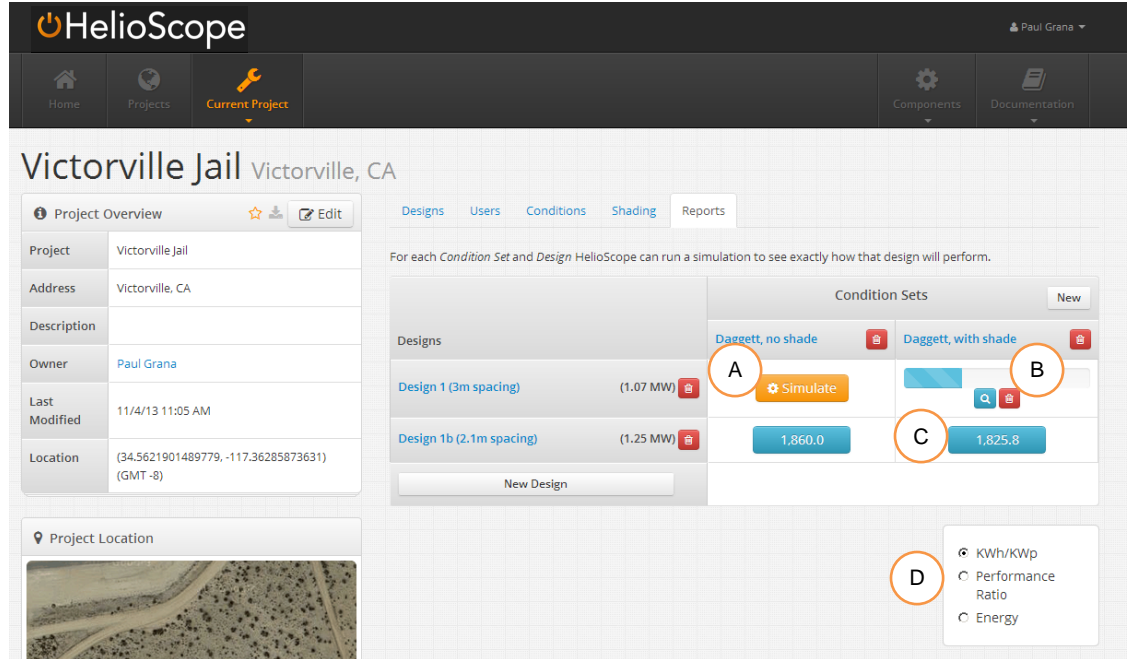 HelioScope
Paul Grana
Home
Projects
Current Project
Components
Documentation
Victorville Jail Victorville, CA
Project Overview
Edit
Project
Victorville Jail
Address
Victorville, CA
Description
Owner
Paul Grana
Last
Modified
11/4/13 11:05 AM
Location
(34.5621901489779, -117.36285873631)
(GMT -8)
Project Location
Designs
Users
Conditions
Shading
Reports
For each Condition Set and Design HelioScope can run a simulation to see exactly how that design will perform.
Condition Sets
New
Designs
Daggett, no shade
Daggett, with shade
A
B
Design 1 (3m spacing)
(1.07 MW)
Simulate
Design 1b (2.1m spacing)
(1.25 MW)
1,860.0
C
1,825.8
New Design
D
KWh/KWp
Performance
Ratio
Energy